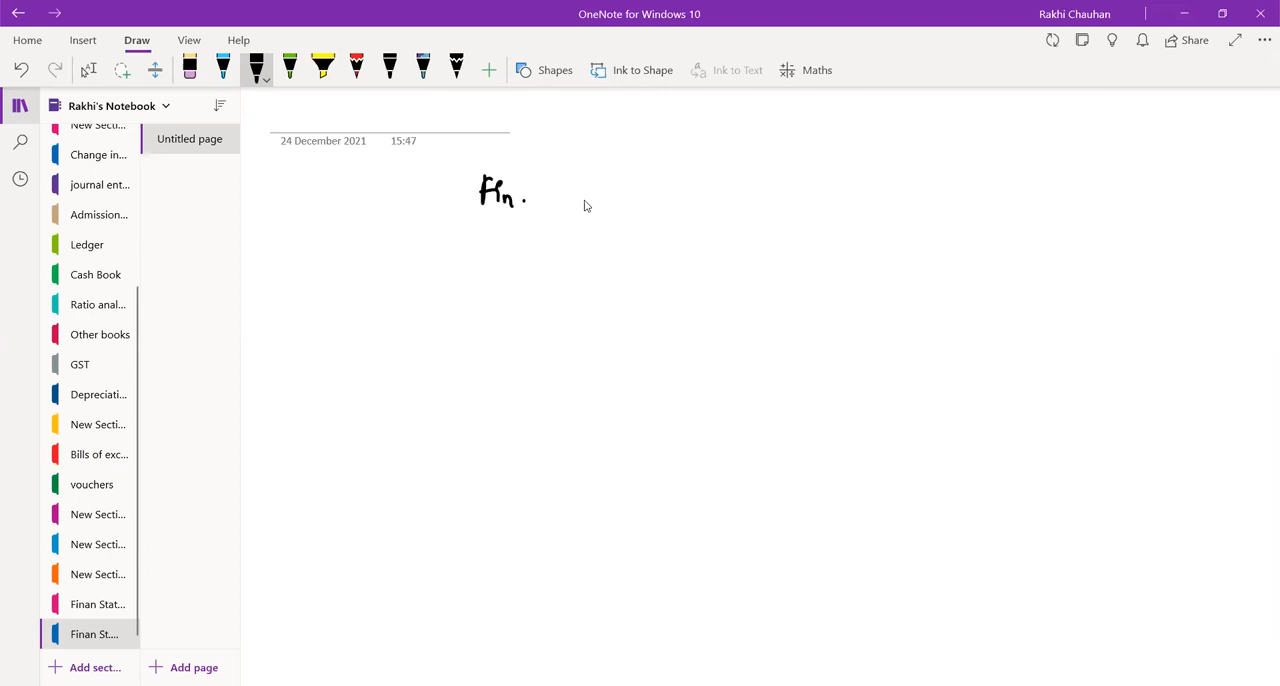 OneNote for Windows 10
Rakhi Chauhan
Home Insert Draw View Help
Share
Shapes Ink to Shape Ink to Text Maths
Rakhi's Notebook
New Secti...
Untitled page
Change in...
journal ent...
Admission...
Ledger
Cash Book
Ratio anal...
Other books
GST
Depreciati...
New Secti...
Bills of exc...
vouchers
New Secti...
New Secti...
New Secti...
Finan Stat...
Finan St....
Add sect...
Add page
24 December 2021 15:47
Fin.